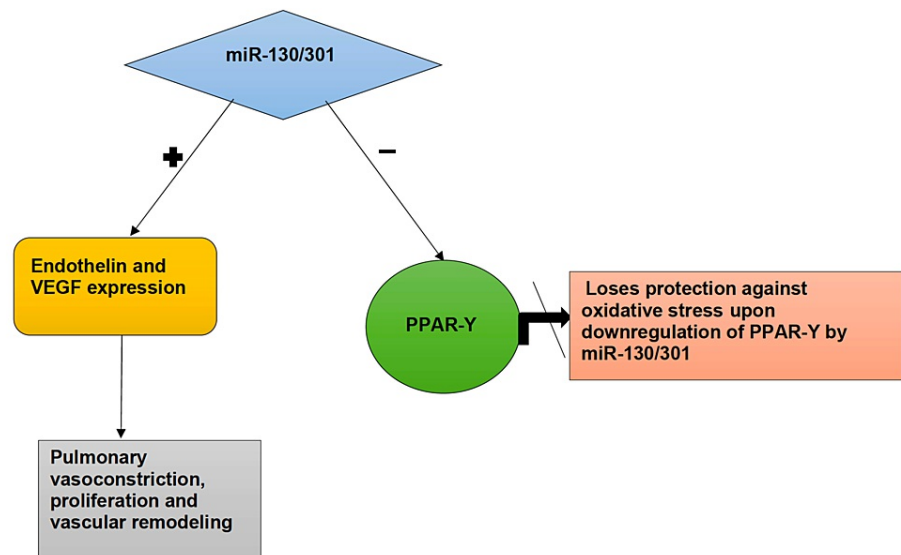 miR-130/301
+
−
Endothelin and
VEGF expression
PPAR-Y
Loses protection against
oxidative stress upon
downregulation of PPAR-Y by
miR-130/301
Pulmonary
vasoconstriction,
proliferation and
vascular remodeling